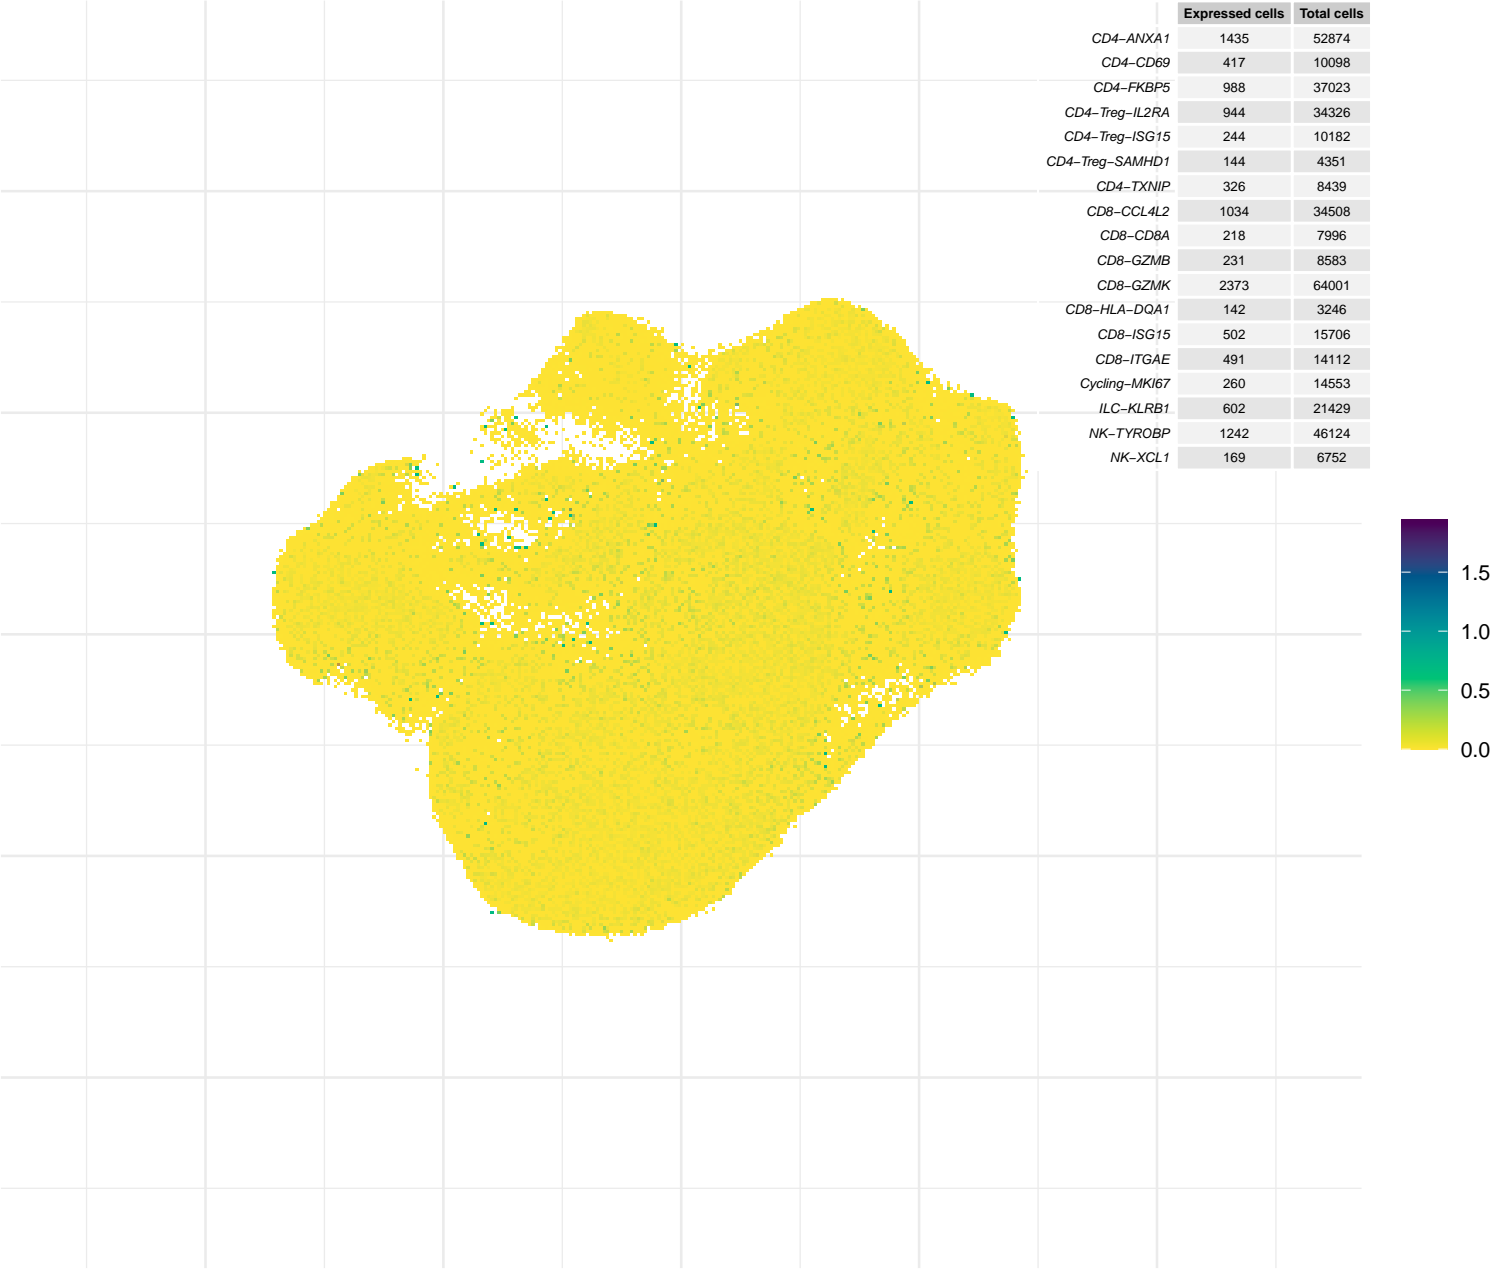 Expressed cells Total cells
CD4−ANXA1 1435 52874
CD4−CD69 417 10098
CD4−FKBP5 988 37023
CD4−Treg−IL2RA 944 34326
CD4−Treg−ISG15 244 10182
CD4−Treg−SAMHD1 144 4351
CD4−TXNIP 326 8439
CD8−CCL4L2 1034 34508
CD8−CD8A 218 7996
CD8−GZMB 231 8583
CD8−GZMK 2373 64001
CD8−HLA−DQA1 142 3246
CD8−ISG15 502 15706
CD8−ITGAE 491 14112
Cycling−MKI67 260 14553
ILC−KLRB1 602 21429
NK−TYROBP 1242 46124
NK−XCL1 169 6752
1.5
1.0
0.5
0.0